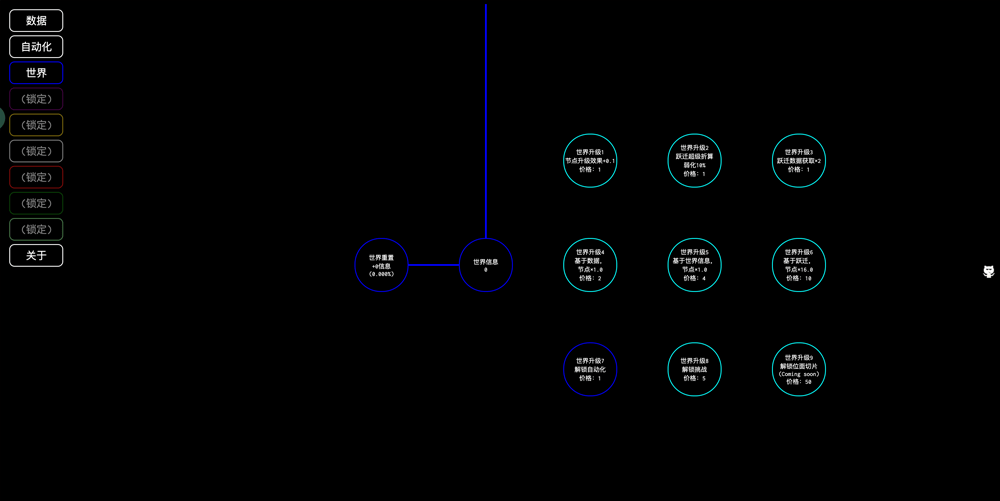 数据
自动化
世界
（锁定）
（锁定）
（锁定）
（锁定）
（锁定）
（锁定）
关于
世界重置
+0信息
(0.000%)
世界信息
0
世界升级1
节点升级效果*0.1
价格: 1
世界升级2
跃迁超级折算
弱化10%
价格: 1
世界升级3
跃迁数据获取*2
价格: 1
世界升级4
基于数据,
节点*1.0
价格: 2
世界升级5
基于世界信息,
节点*1.0
价格: 4
世界升级6
基于跃迁,
节点*16.0
价格: 10
世界升级7
解锁自动化
价格: 1
世界升级8
解锁挑战
价格: 5
世界升级9
解锁位面切片
(Coming soon)
价格: 50